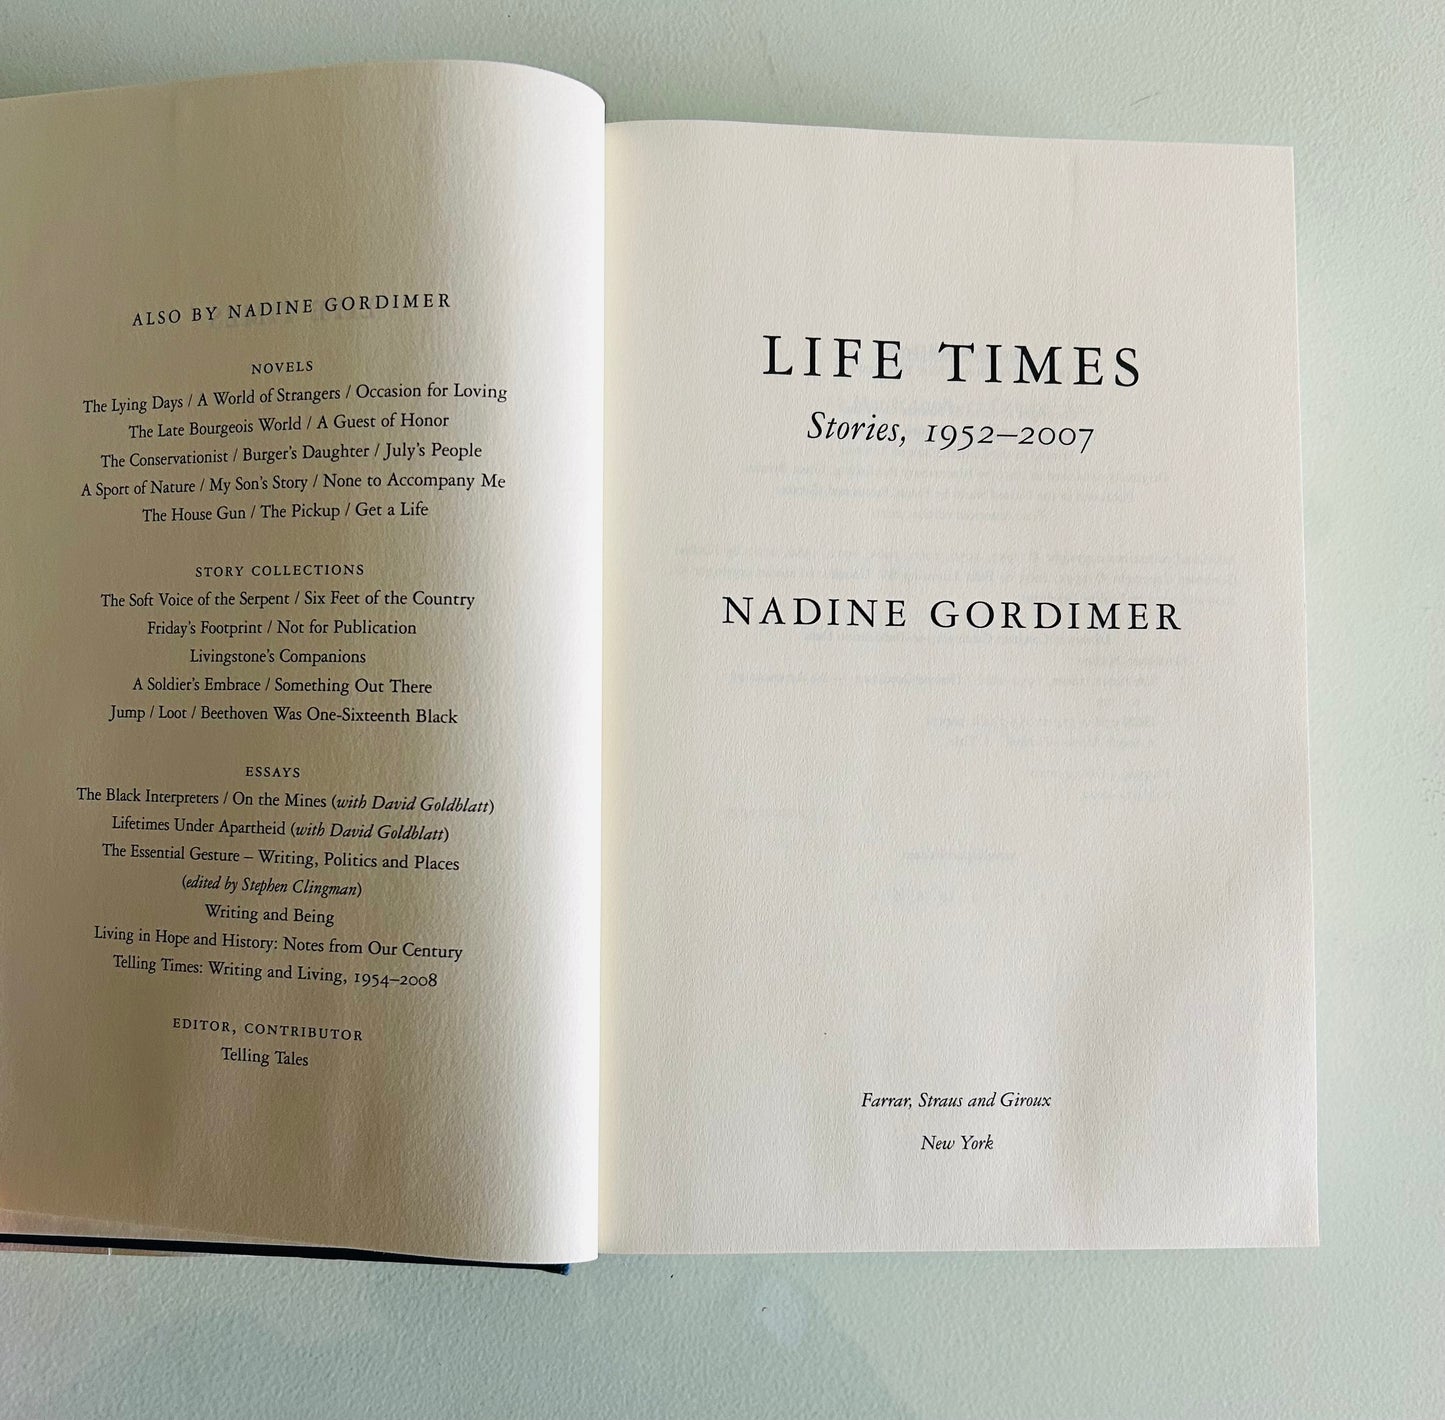 ALSO BY NADINE GORDIMER
NOVELS
The Lying Days / A World of Strangers / Occasion for Loving
The Late Bourgeois World / A Guest of Honor
The Conservationist / Burger's Daughter / July's People
A Sport of Nature / My Son's Story / None to Accompany Me
The House Gun / The Pickup / Get a Life
STORY COLLECTIONS
The Soft Voice of the Serpent / Six Feet of the Country
Friday's Footprint / Not for Publication
Livingstone's Companions
A Soldier's Embrace / Something Out There
Jump / Loot / Beethoven Was One-Sixteenth Black
ESSAYS
The Black Interpreters / On the Mines (with David Goldblatt)
Lifetimes Under Apartheid (with David Goldblatt)
The Essential Gesture – Writing, Politics and Places
(edited by Stephen Clingman)
Writing and Being
Living in Hope and History: Notes from Our Century
Telling Times: Writing and Living, 1954–2008
EDITOR, CONTRIBUTOR
Telling Tales
LIFE TIMES
Stories, 1952–2007
NADINE GORDIMER
Farrar, Straus and Giroux
New York